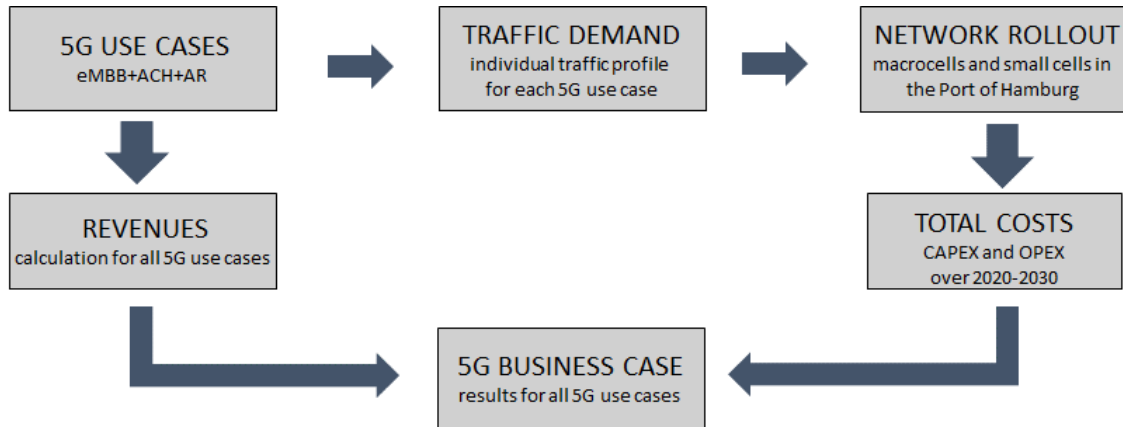 5G USE CASES
eMBB+ACH+AR
TRAFFIC DEMAND
individual traffic profile
for each 5G use case
NETWORK ROLLOUT
macrocells and small cells in
the Port of Hamburg
REVENUES
calculation for all 5G use cases
TOTAL COSTS
CAPEX and OPEX
over 2020-2030
5G BUSINESS CASE
results for all 5G use cases